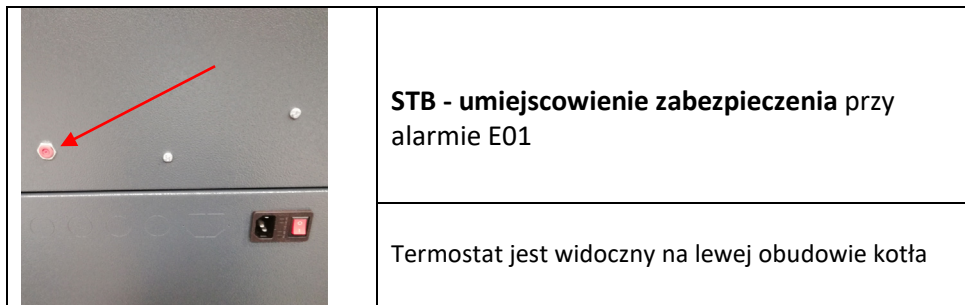 STB - umiejscowienie zabezpieczenia przy
alarmie E01
Termostat jest widoczny na lewej obudowie kotła